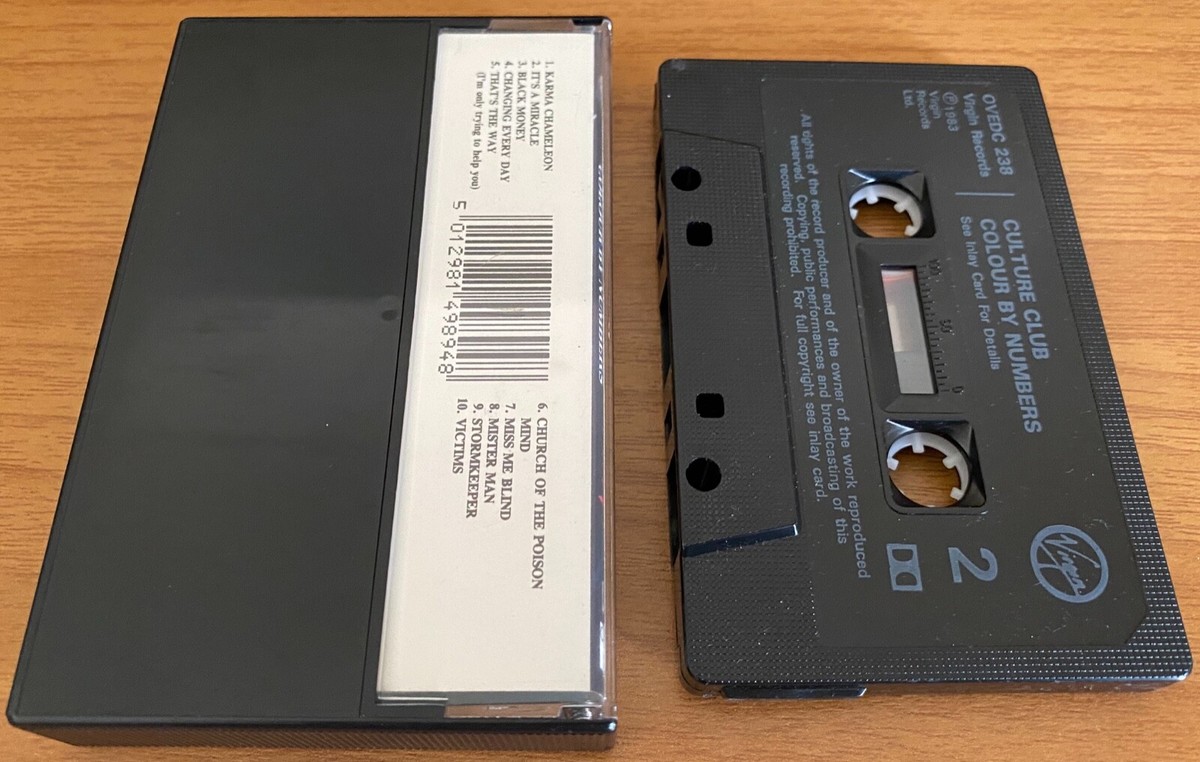 1. KARMA CHAMELEON
2. IT'S A MIRACLE
3. BLACK MONEY
4. CHANGING EVERY DAY
5. THAT'S THE WAY
(I'm only trying to help you)
5 012981 498948
6. CHURCH OF THE POISON
MIND
7. MISS ME BLIND
8. MISTER MAN
9. STORMKEEPER
10. VICTIMS
OVEDC 238
Virgin Records
℗ 1983
Virgin
Records
Ltd.
CULTURE CLUB
COLOUR BY NUMBERS
See Inlay Card For Details
Virgin
2
100 50 0
All rights of the record producer and of the owner of the work reproduced
reserved. Copying, public performances and broadcasting of this
recording prohibited. For full copyright see inlay card.